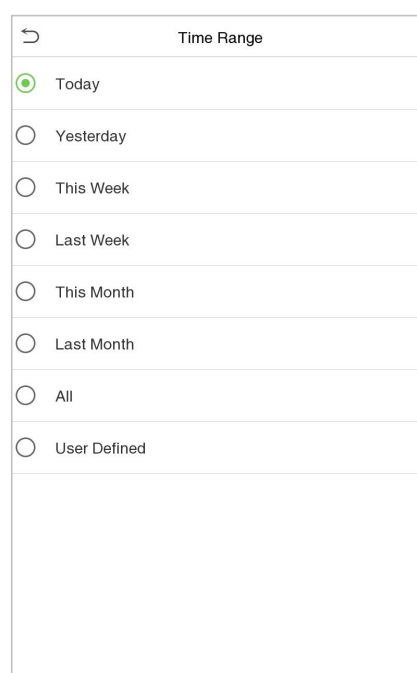 Time Range
Today
Yesterday
This Week
Last Week
This Month
Last Month
All
User Defined